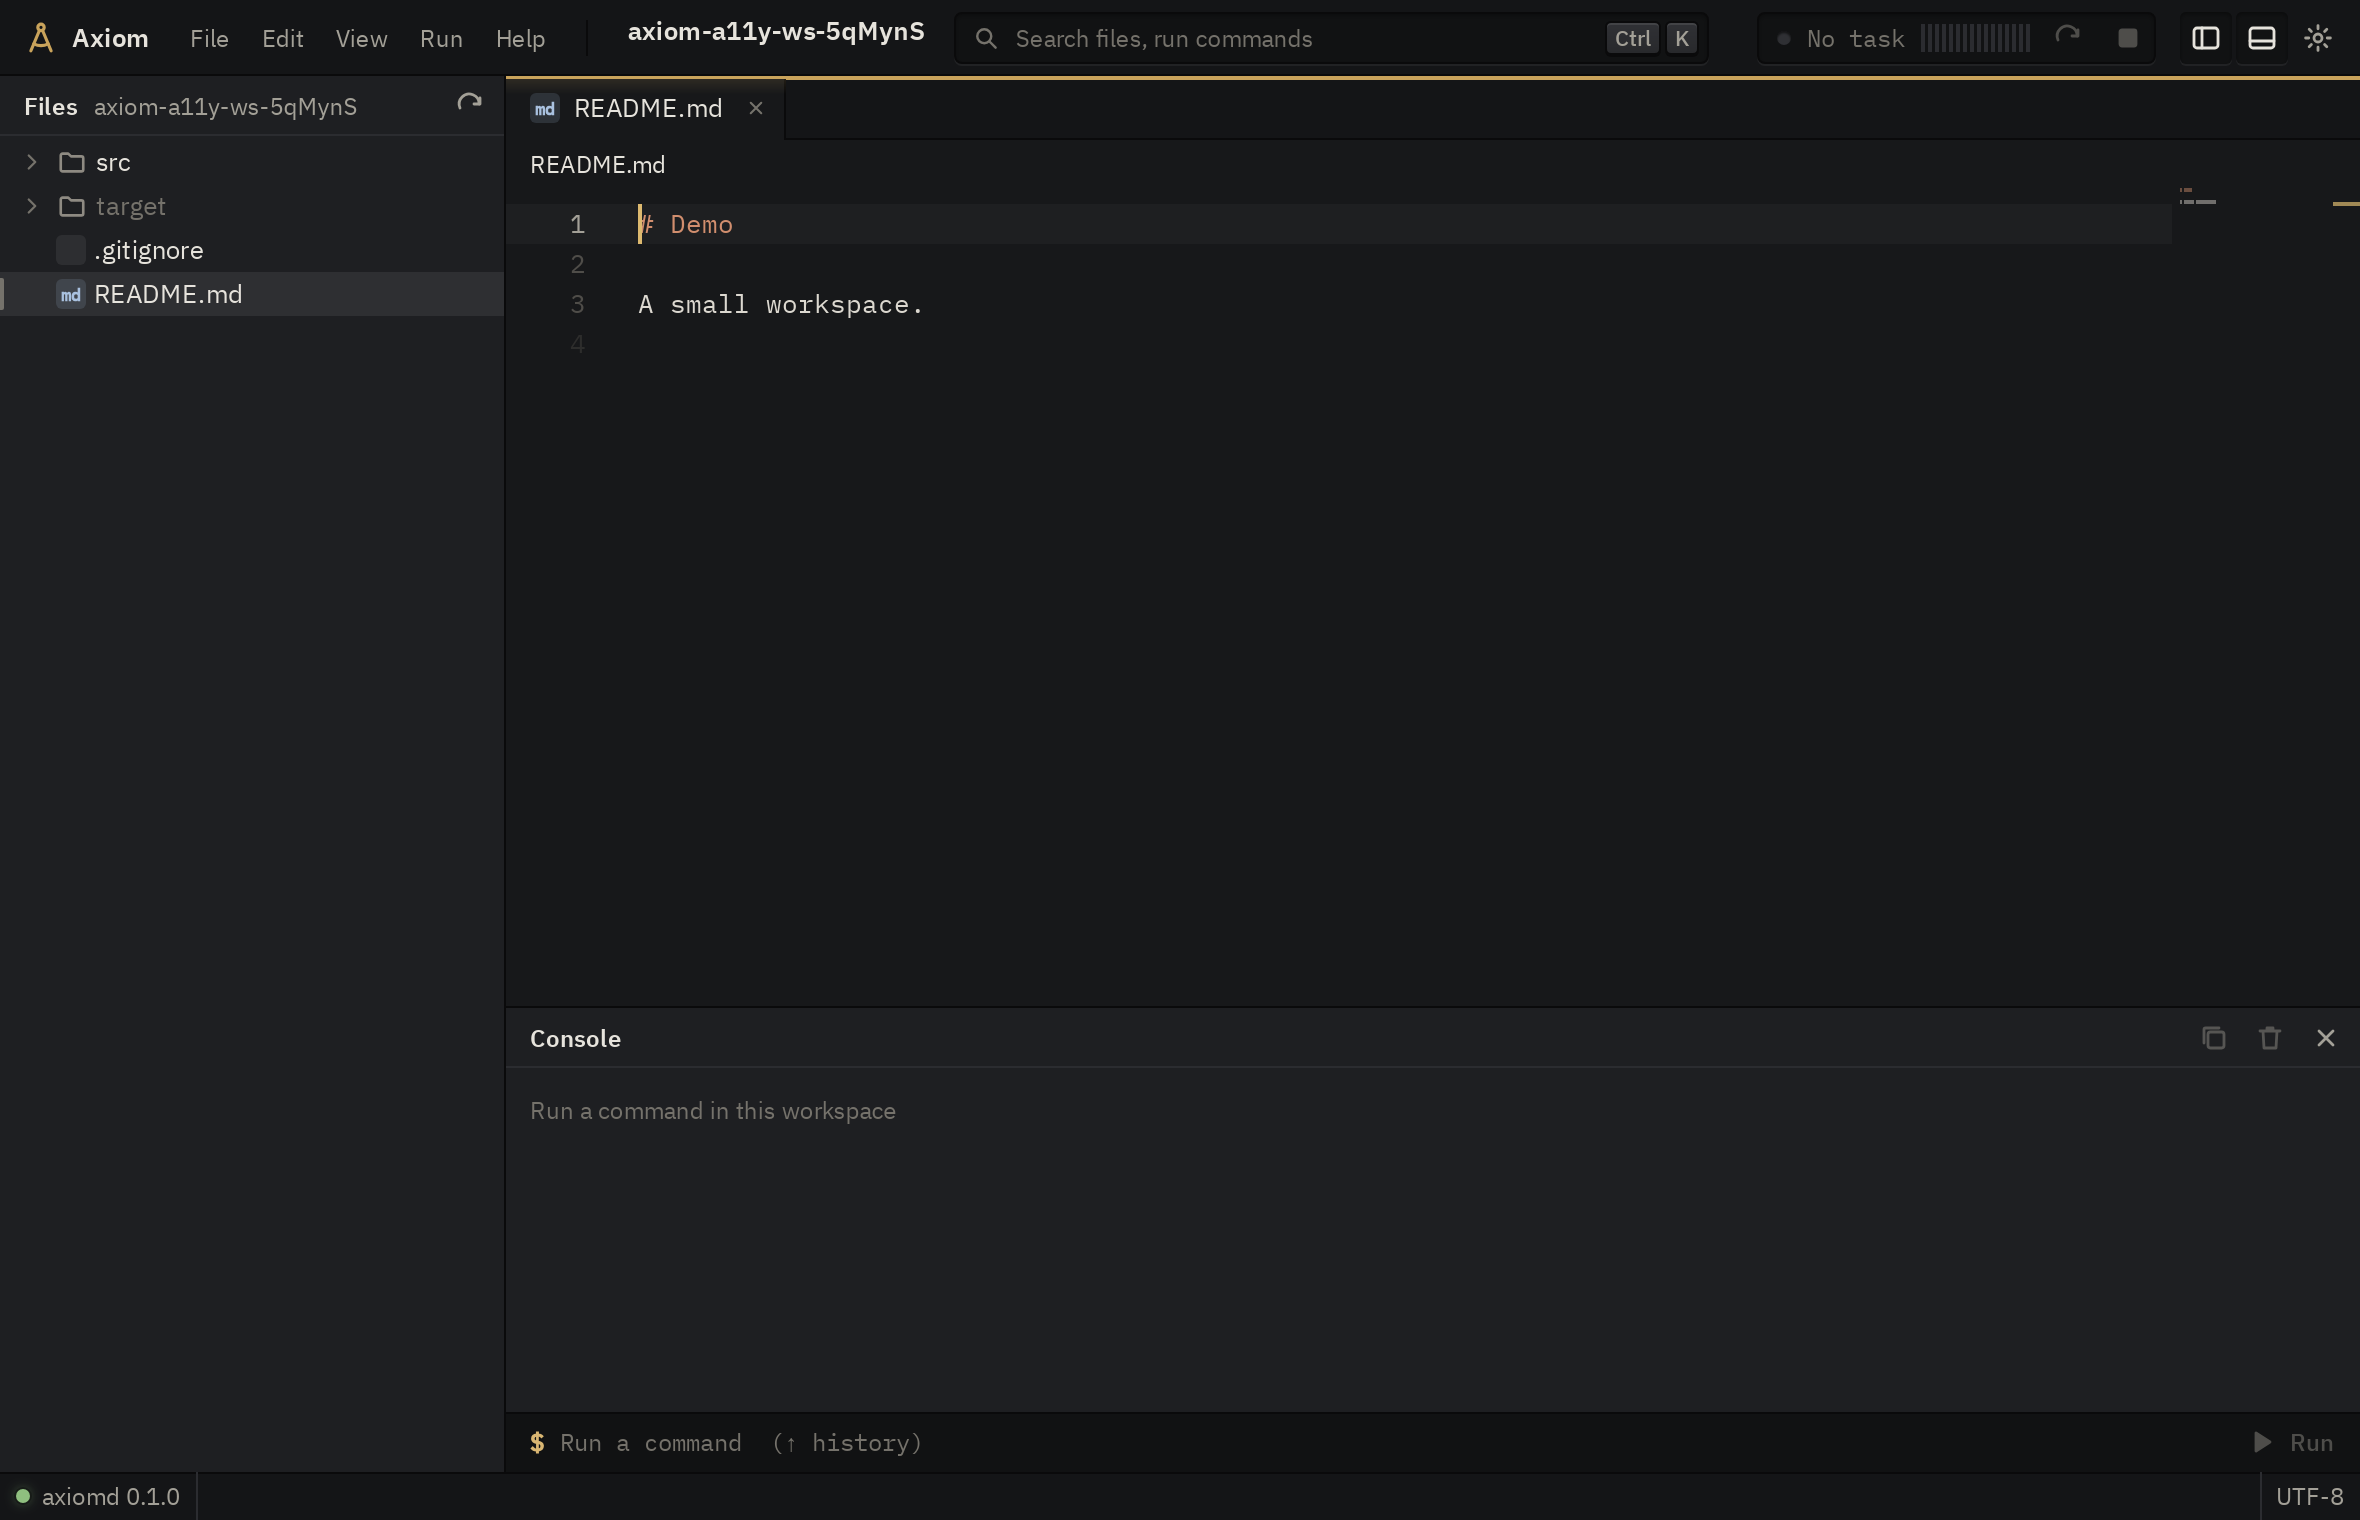 Axiom File Edit View Run Help axiom-a11y-ws-5qMynS Search files, run commands Ctrl K No task
Files axiom-a11y-ws-5qMynS
src
target
.gitignore
md README.md
md README.md
README.md
1 # Demo
2
3 A small workspace.
4
Console
Run a command in this workspace
$ Run a command (↑ history) Run
axiomd 0.1.0 UTF-8